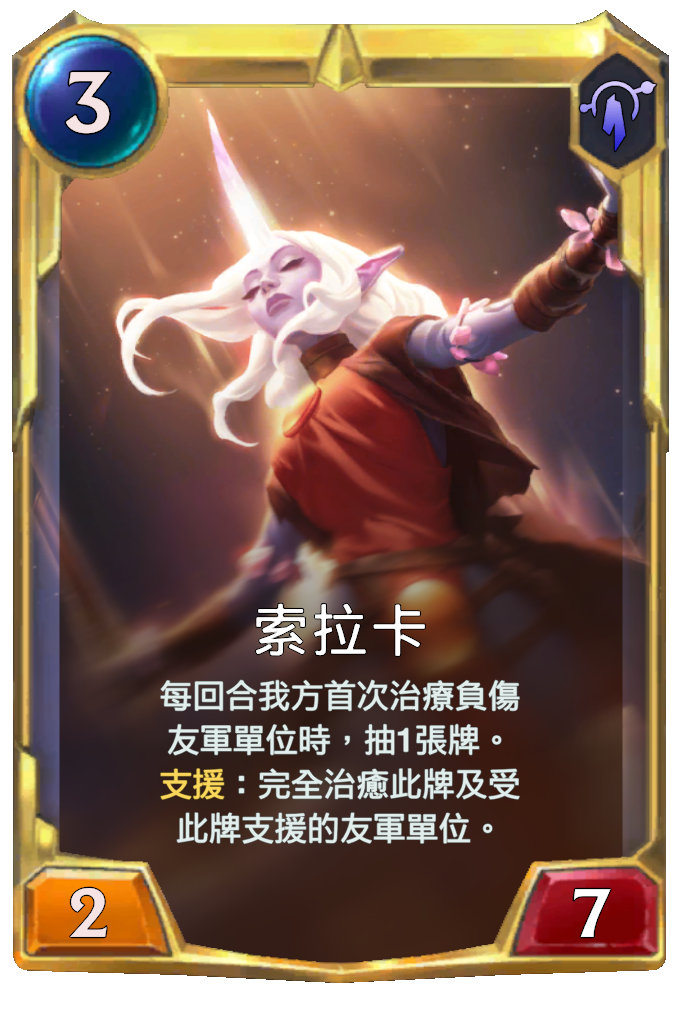 3
索拉卡
每回合我方首次治療負傷
友軍單位時，抽1張牌。
支援：完全治癒此牌及受
此牌支援的友軍單位。
2
7